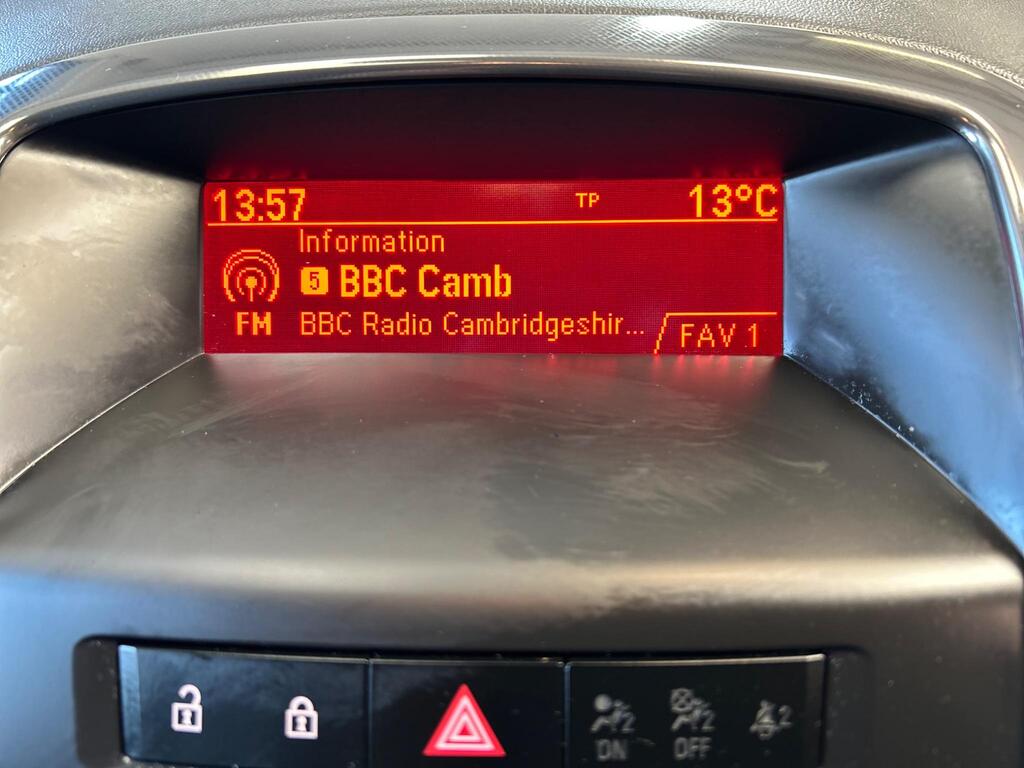 13:57 TP 13°C
Information
5 BBC Camb
FM BBC Radio Cambridgeshir... FAV 1
2 2 2
ON OFF